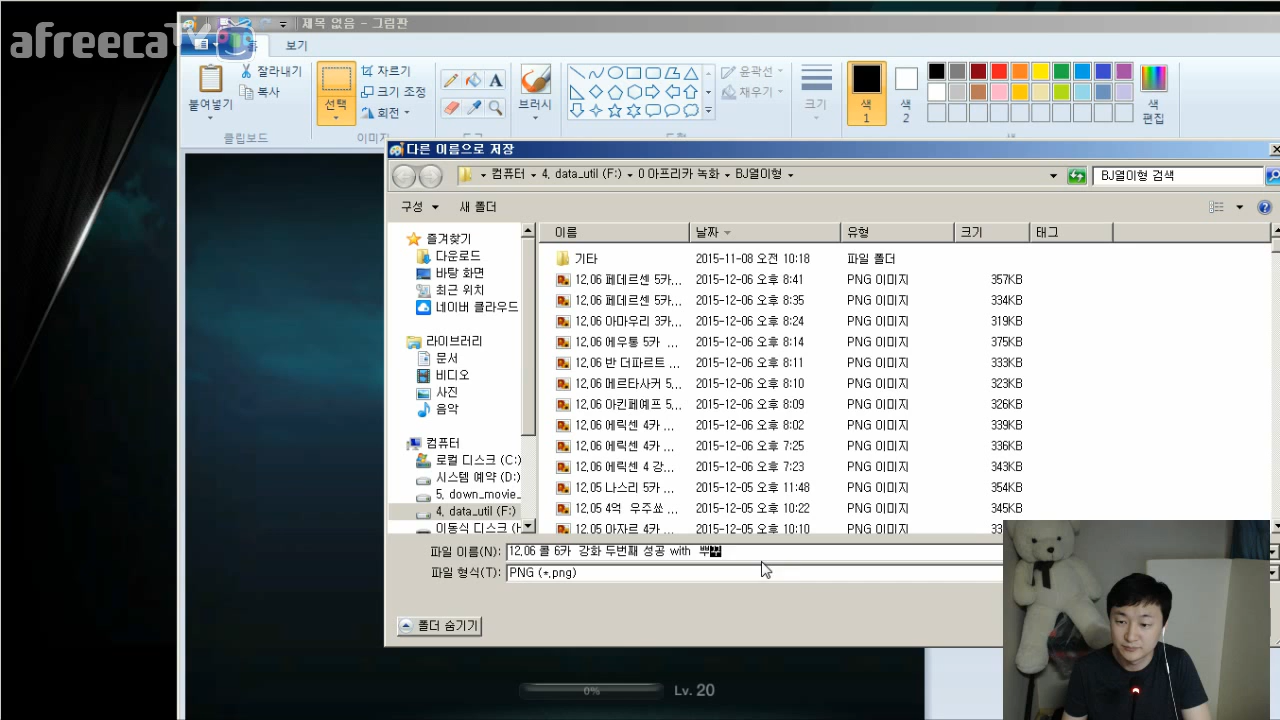 afreecaTV
제목 없음 - 그림판
보기
붙여넣기
잘라내기
복사
클립보드
선택
자르기
크기 조정
회전
이미지
브러시
도형
윤곽선
채우기
크기
색
1
색
2
색
편집
색
다른 이름으로 저장
컴퓨터 4. data_util (F:) 0 아프리카 녹화 BJ열이형
BJ열이형 검색
구성 새 폴더
즐겨찾기
다운로드
바탕 화면
최근 위치
네이버 클라우드
라이브러리
문서
비디오
사진
음악
컴퓨터
로컬 디스크 (C:)
시스템 예약 (D:)
5. down_movie_
4. data_util (F:)
이동식 디스크 (H
이름 날짜 유형 크기 태그
기타 2015-11-08 오전 10:18 파일 폴더
12.06 페데르센 5카... 2015-12-06 오후 8:41 PNG 이미지 357KB
12.06 페데르센 5카... 2015-12-06 오후 8:35 PNG 이미지 334KB
12.06 아마우리 3카... 2015-12-06 오후 8:24 PNG 이미지 319KB
12.06 에우통 5카 ... 2015-12-06 오후 8:14 PNG 이미지 375KB
12.06 반 더파르트 ... 2015-12-06 오후 8:11 PNG 이미지 333KB
12.06 메르타사커 5... 2015-12-06 오후 8:10 PNG 이미지 323KB
12.06 아킨페예프 5... 2015-12-06 오후 8:09 PNG 이미지 326KB
12.06 에릭센 4카 ... 2015-12-06 오후 8:02 PNG 이미지 339KB
12.06 에릭센 4카 ... 2015-12-06 오후 7:25 PNG 이미지 336KB
12.06 에릭센 4 강... 2015-12-06 오후 7:23 PNG 이미지 343KB
12.05 나스리 5카 ... 2015-12-05 오후 11:48 PNG 이미지 354KB
12.05 4억 우주쑈 ... 2015-12-05 오후 10:22 PNG 이미지 345KB
12.05 아자르 4카 ... 2015-12-05 오후 10:10 PNG 이미지
파일 이름(N): 12.06 콜 6카 강화 두번째 성공 with 뿌
파일 형식(T): PNG (*.png)
폴더 숨기기
0%
Lv. 20